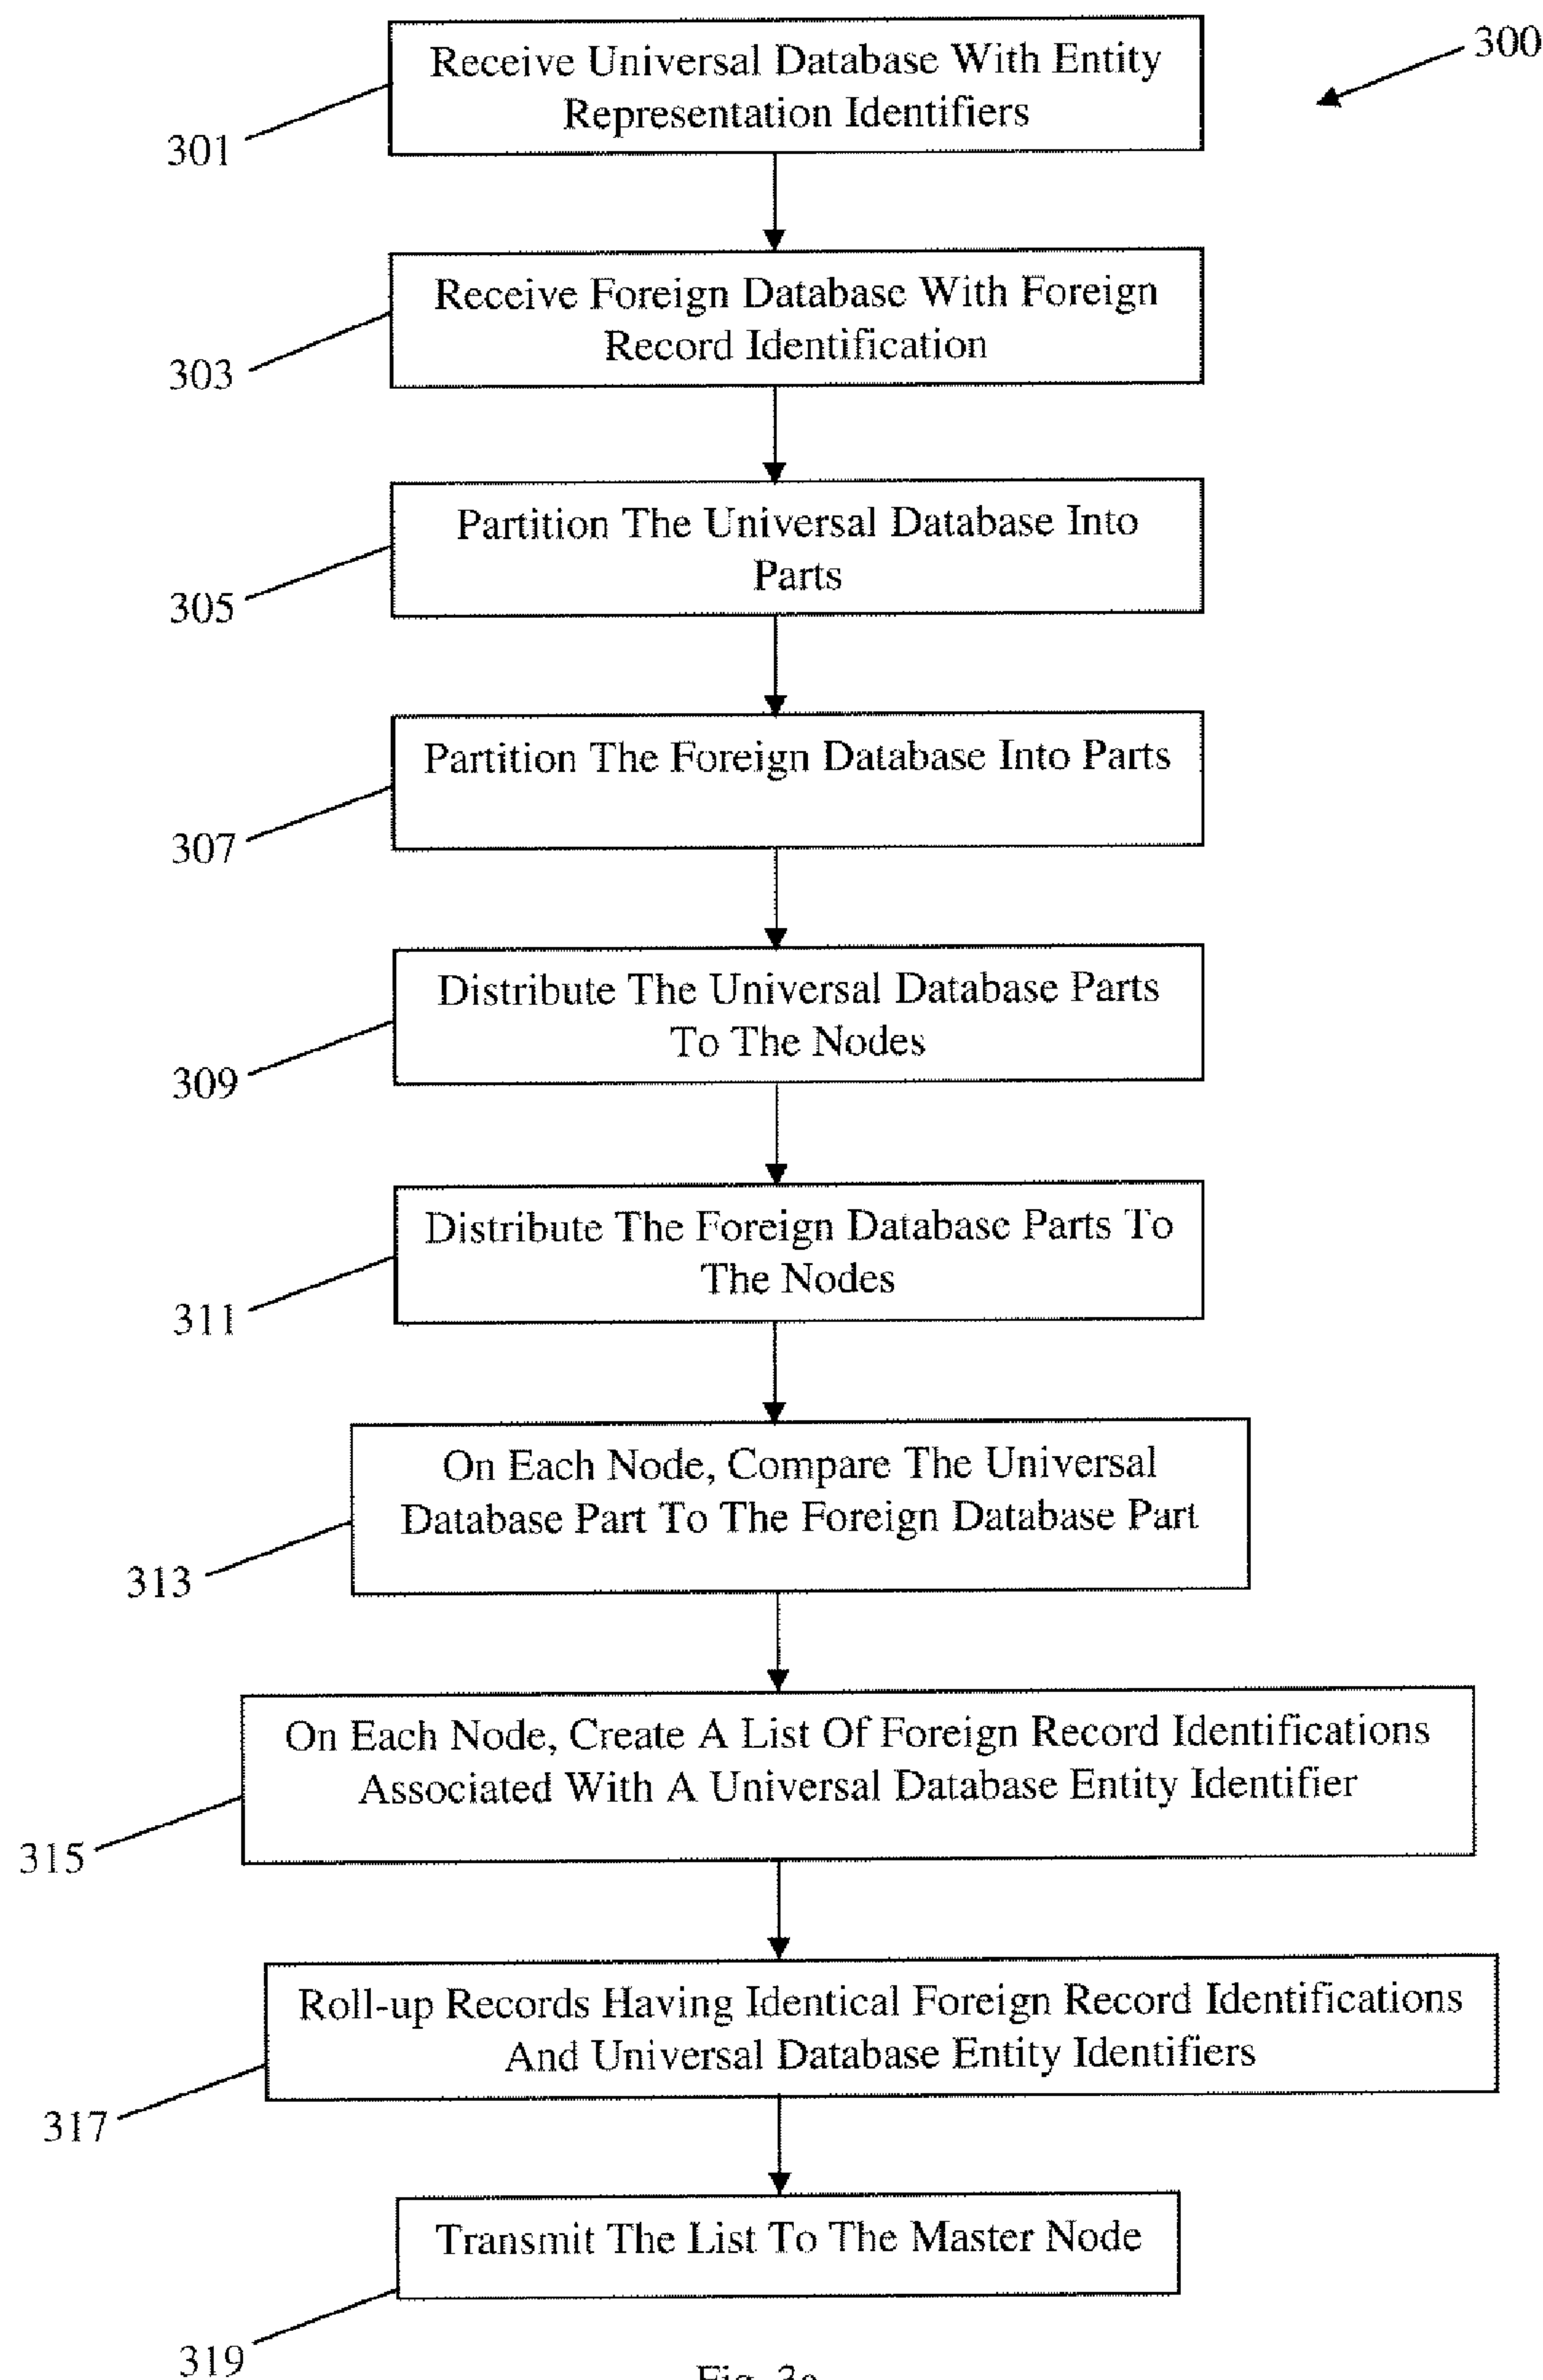 300
Receive Universal Database With Entity
Representation Identifiers
301
Receive Foreign Database With Foreign
Record Identification
303
Partition The Universal Database Into
Parts
305
Partition The Foreign Database Into Parts
307
Distribute The Universal Database Parts
To The Nodes
309
Distribute The Foreign Database Parts To
The Nodes
311
On Each Node, Compare The Universal
Database Part To The Foreign Database Part
313
On Each Node, Create A List Of Foreign Record Identifications
Associated With A Universal Database Entity Identifier
315
Roll-up Records Having Identical Foreign Record Identifications
And Universal Database Entity Identifiers
317
Transmit The List To The Master Node
319